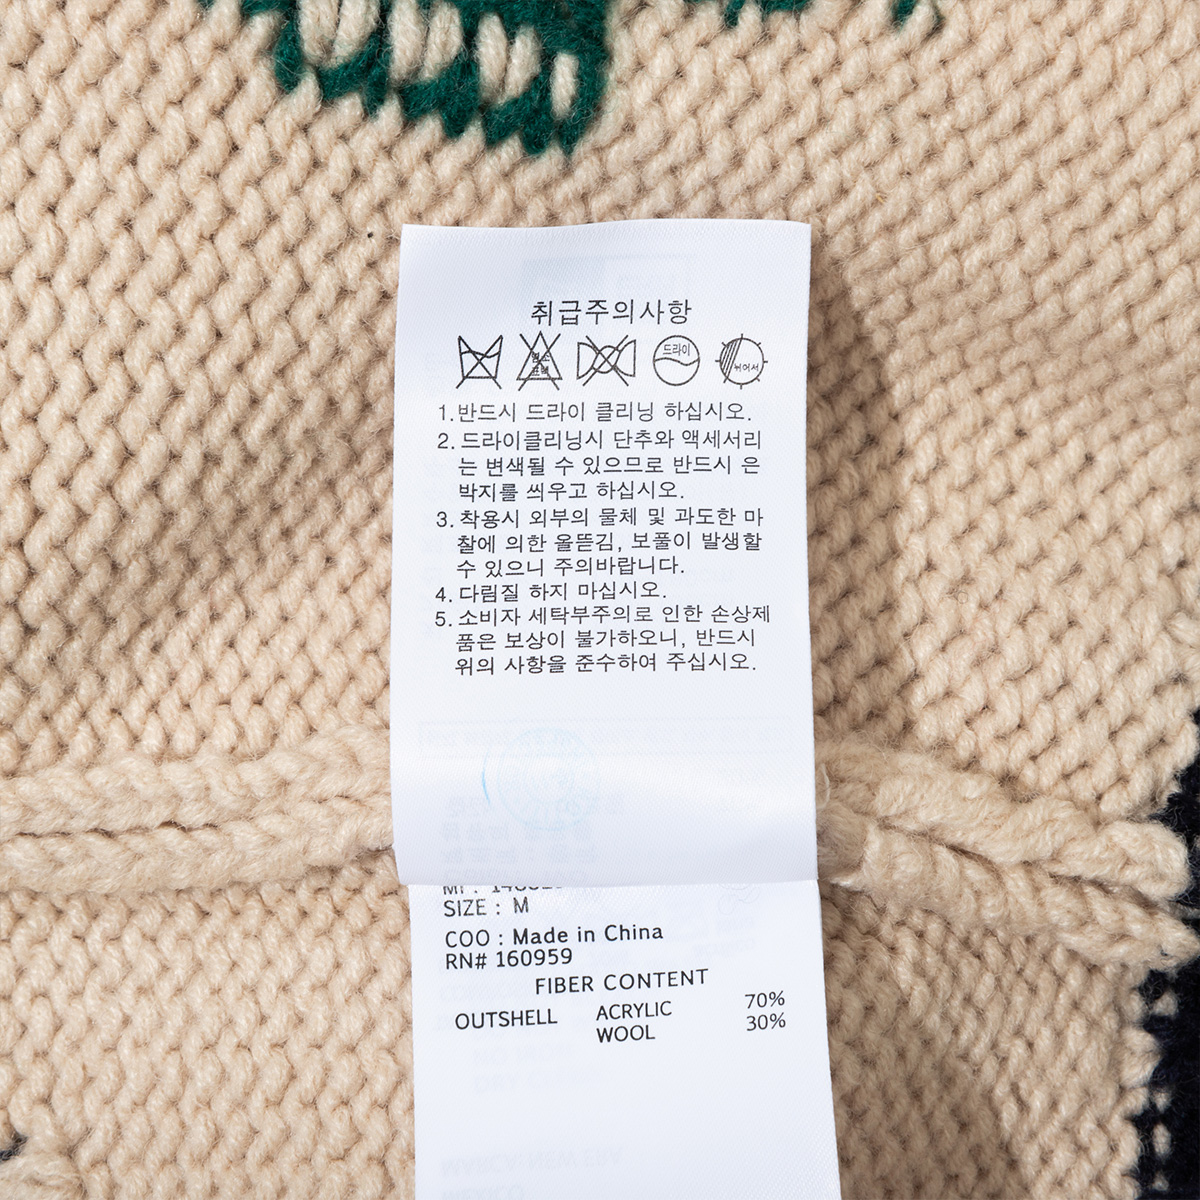 취급주의사항
염소
표백
드라이
뉘어서
1. 반드시 드라이 클리닝 하십시오.
2. 드라이클리닝시 단추와 액세서리
는 변색될 수 있으므로 반드시 은
박지를 씌우고 하십시오.
3. 착용시 외부의 물체 및 과도한 마
찰에 의한 올뜯김, 보풀이 발생할
수 있으니 주의바랍니다.
4. 다림질 하지 마십시오.
5. 소비자 세탁부주의로 인한 손상제
품은 보상이 불가하오니, 반드시
위의 사항을 준수하여 주십시오.
SIZE : M
COO : Made in China
RN# 160959
FIBER CONTENT
OUTSHELL ACRYLIC 70%
WOOL 30%